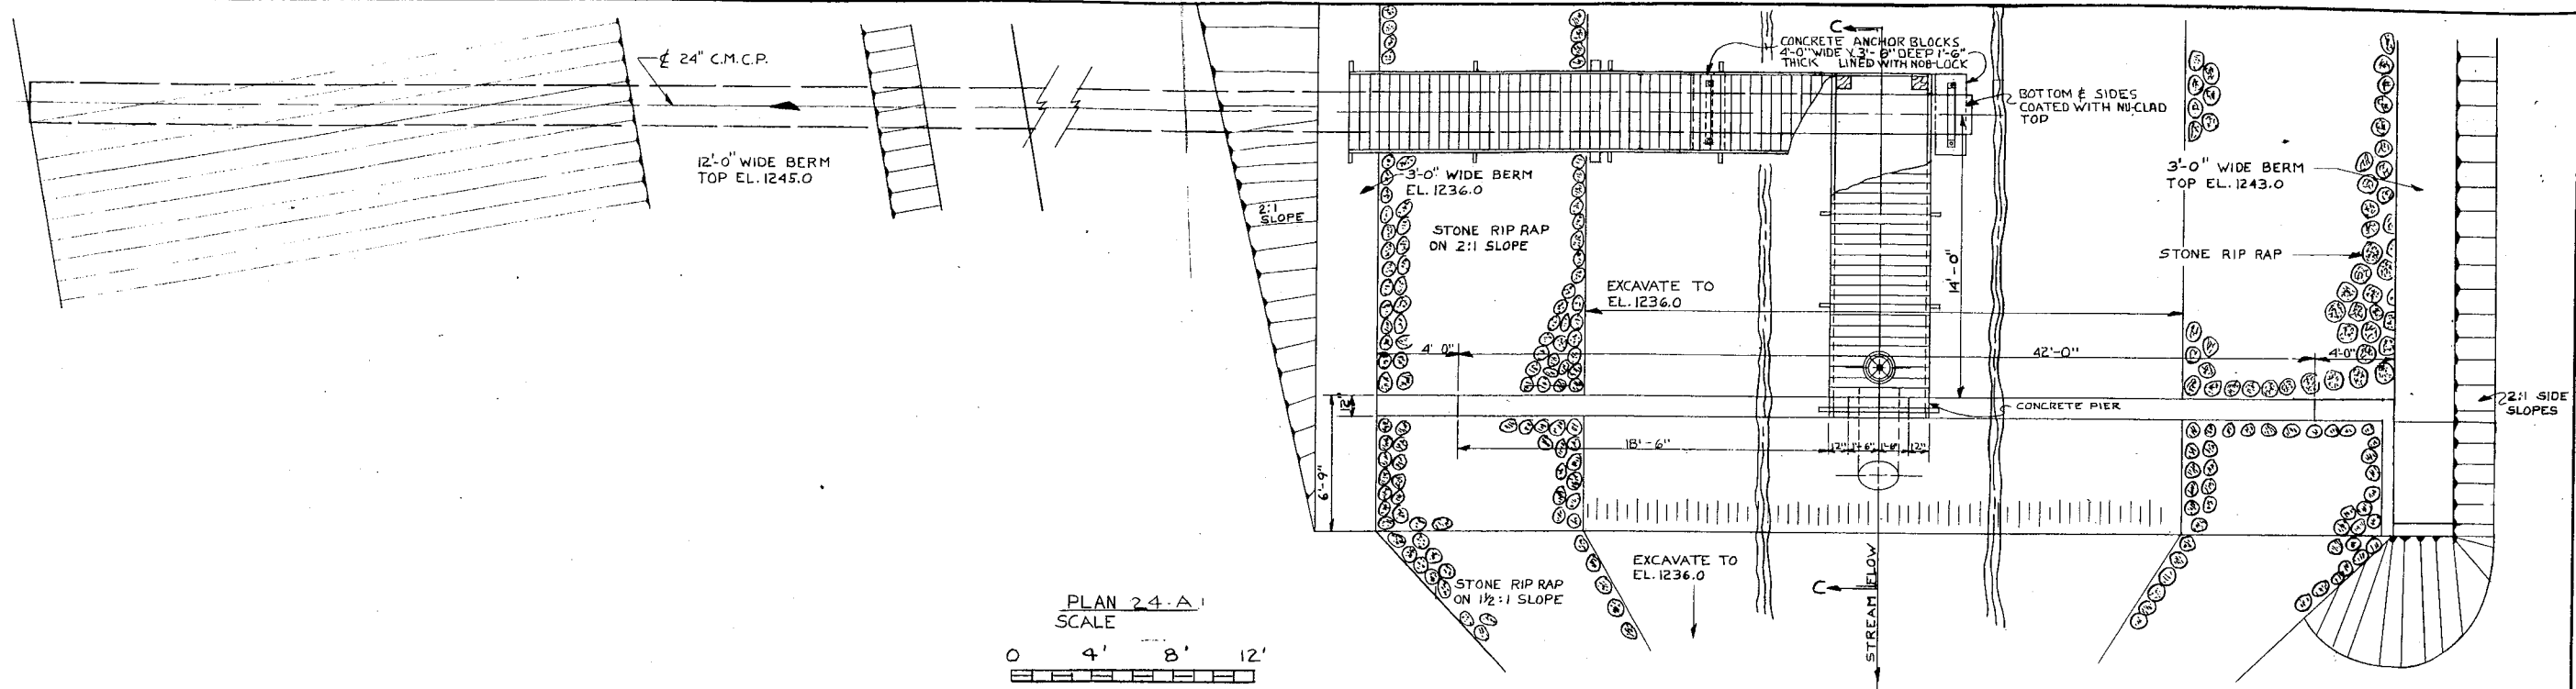 C
CONCRETE ANCHOR BLOCKS
4'-0" WIDE X 3'-8" DEEP 1'-6"
THICK LINED WITH NOB-LOCK
℄ 24" C.M.C.P.
BOTTOM & SIDES
COATED WITH NU-CLAD
TOP
12'-0" WIDE BERM
TOP EL. 1245.0
3'-0" WIDE BERM
EL. 1236.0
3'-0" WIDE BERM
TOP EL. 1243.0
2:1
SLOPE
STONE RIP RAP
ON 2:1 SLOPE
STONE RIP RAP
EXCAVATE TO
EL. 1236.0
14'-0"
4'-0"
42'-0"
4'-0"
12"
CONCRETE PIER
2:1 SIDE
SLOPES
18'-6"
12"
1'-6"
1'-6"
12"
6'-9"
EXCAVATE TO
EL. 1236.0
STONE RIP RAP
ON 1½:1 SLOPE
C
STREAM FLOW
PLAN 24-A
SCALE
0 4' 8' 12'